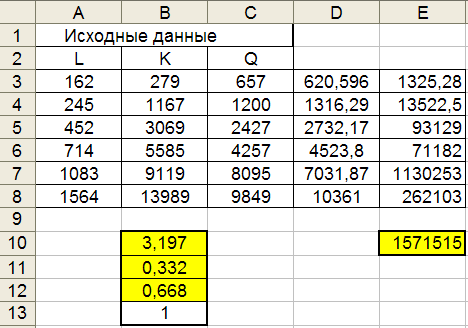 A B C D E
1 Исходные данные
2 L K Q
3 162 279 657 620,596 1325,28
4 245 1167 1200 1316,29 13522,5
5 452 3069 2427 2732,17 93129
6 714 5585 4257 4523,8 71182
7 1083 9119 8095 7031,87 1130253
8 1564 13989 9849 10361 262103
9
10 3,197 1571515
11 0,332
12 0,668
13 1